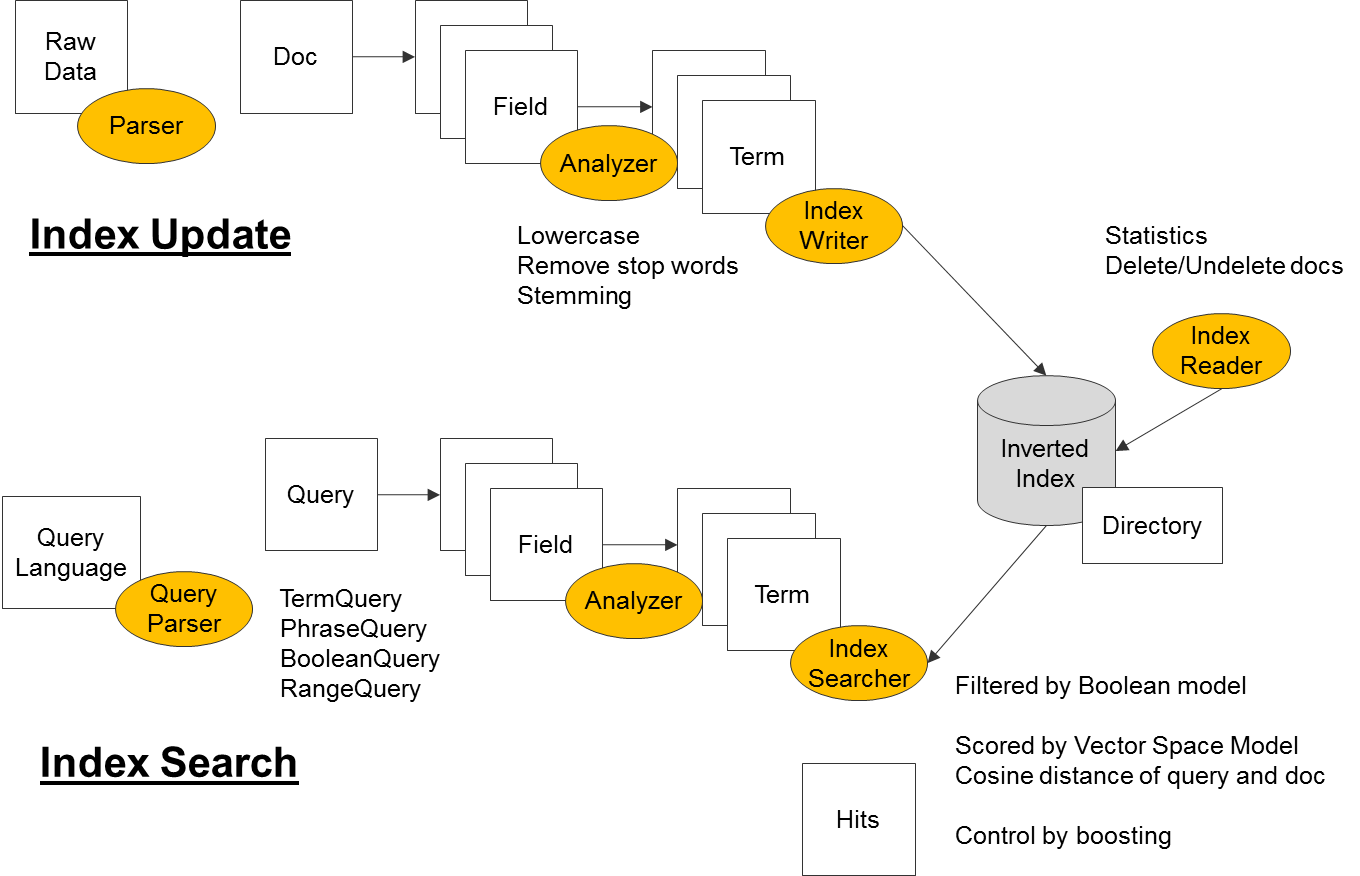 Raw
Data
Parser
Doc
Field
Analyzer
Term
Index
Writer
Index Update
Lowercase
Remove stop words
Stemming
Statistics
Delete/Undelete docs
Index
Reader
Inverted
Index
Directory
Query
Language
Query
Parser
Query
TermQuery
PhraseQuery
BooleanQuery
RangeQuery
Field
Analyzer
Term
Index
Searcher
Filtered by Boolean model
Scored by Vector Space Model
Cosine distance of query and doc
Control by boosting
Index Search
Hits